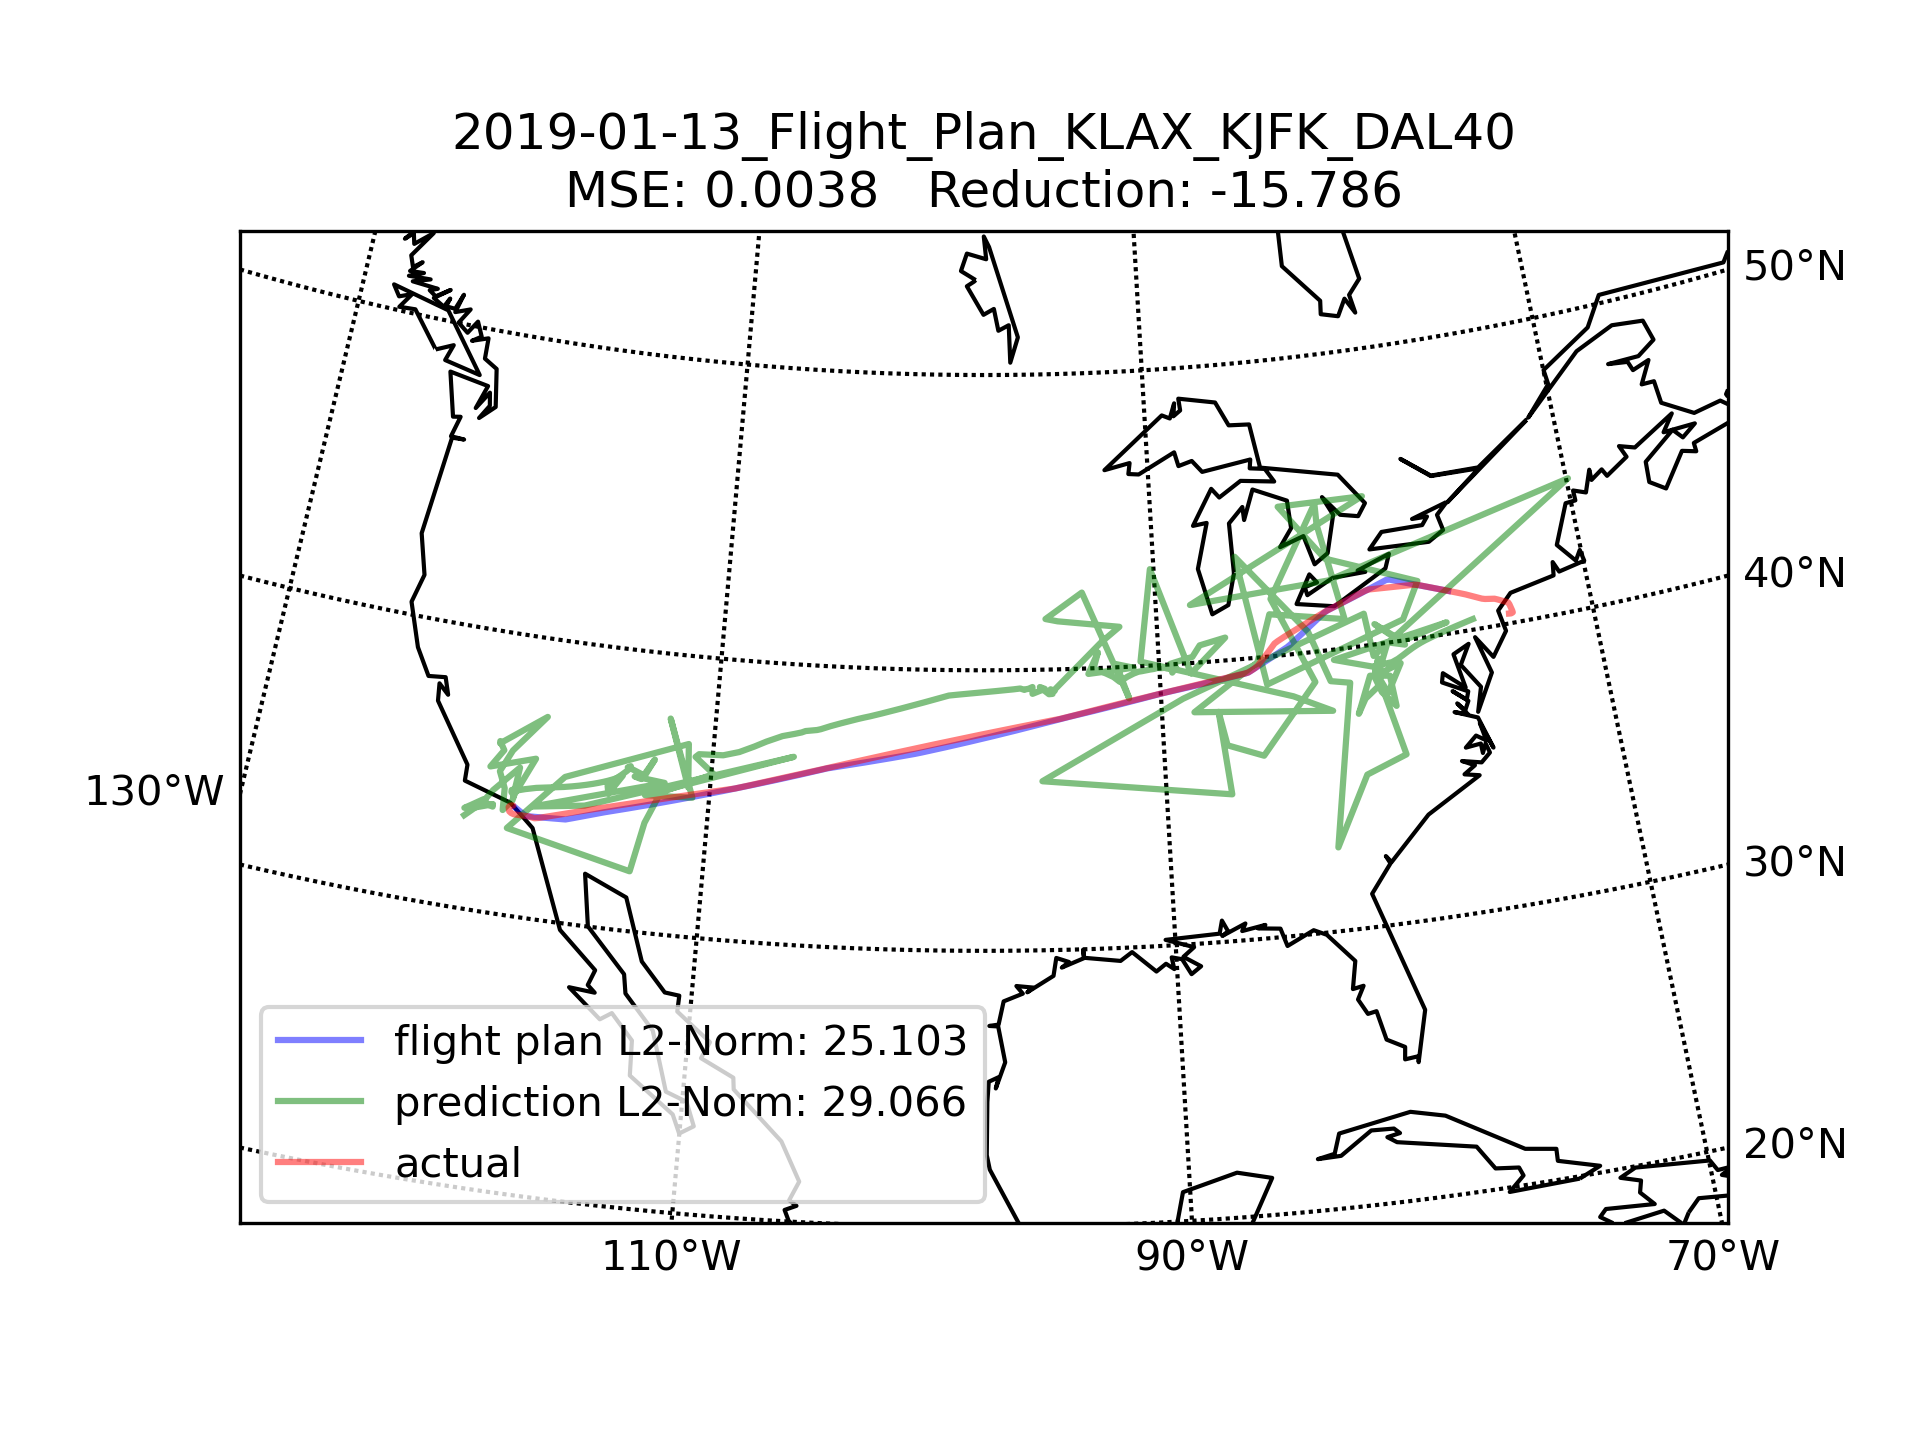 2019-01-13_Flight_Plan_KLAX_KJFK_DAL40
MSE: 0.0038   Reduction: -15.786
50°N
40°N
130°W
30°N
flight plan L2-Norm: 25.103
prediction L2-Norm: 29.066
20°N
actual
110°W
90°W
70°W